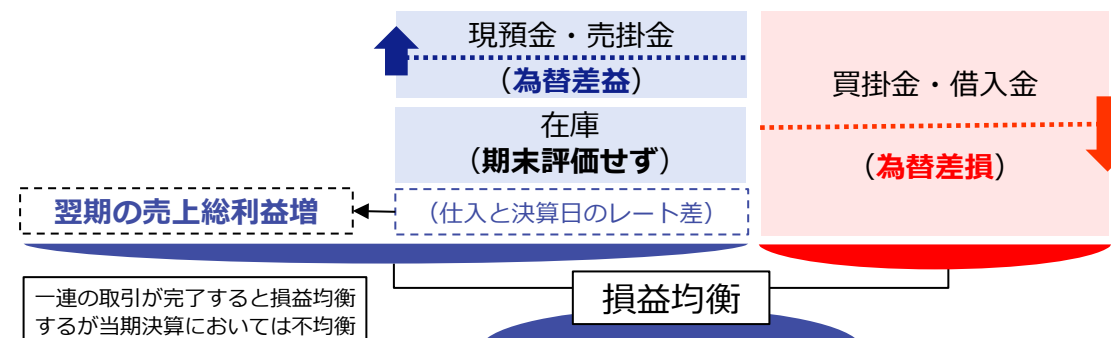 現預金・売掛金
（為替差益）
在庫
（期末評価せず）
（仕入と決算日のレート差）
翌期の売上総利益増
買掛金・借入金
（為替差損）
損益均衡
一連の取引が完了すると損益均衡
するが当期決算においては不均衡